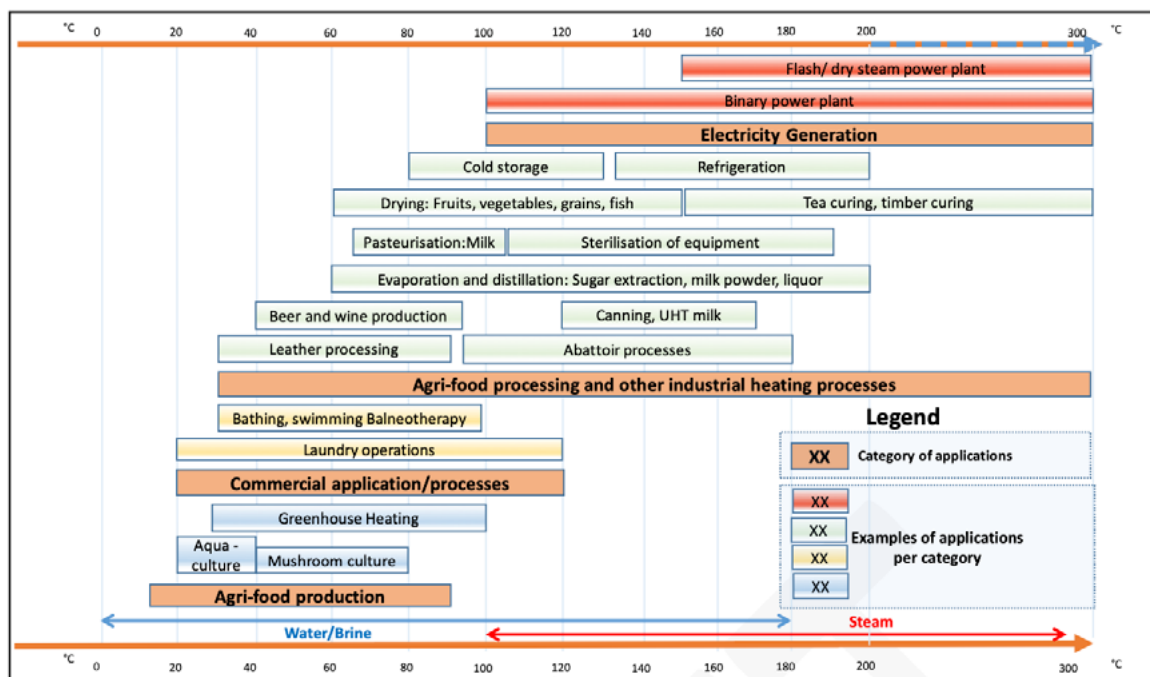 °C 0 20 40 60 80 100 120 140 160 180 200 300 °C
Flash/ dry steam power plant
Binary power plant
Electricity Generation
Cold storage
Refrigeration
Drying: Fruits, vegetables, grains, fish
Tea curing, timber curing
Pasteurisation:Milk
Sterilisation of equipment
Evaporation and distillation: Sugar extraction, milk powder, liquor
Beer and wine production
Canning, UHT milk
Leather processing
Abattoir processes
Agri-food processing and other industrial heating processes
Bathing, swimming Balneotherapy
Laundry operations
Commercial application/processes
Greenhouse Heating
Aqua -
culture
Mushroom culture
Agri-food production
Legend
XX
Category of applications
XX
XX
XX
XX
Examples of applications
per category
Water/Brine
Steam
°C 0 20 40 60 80 100 120 140 160 180 200 300 °C